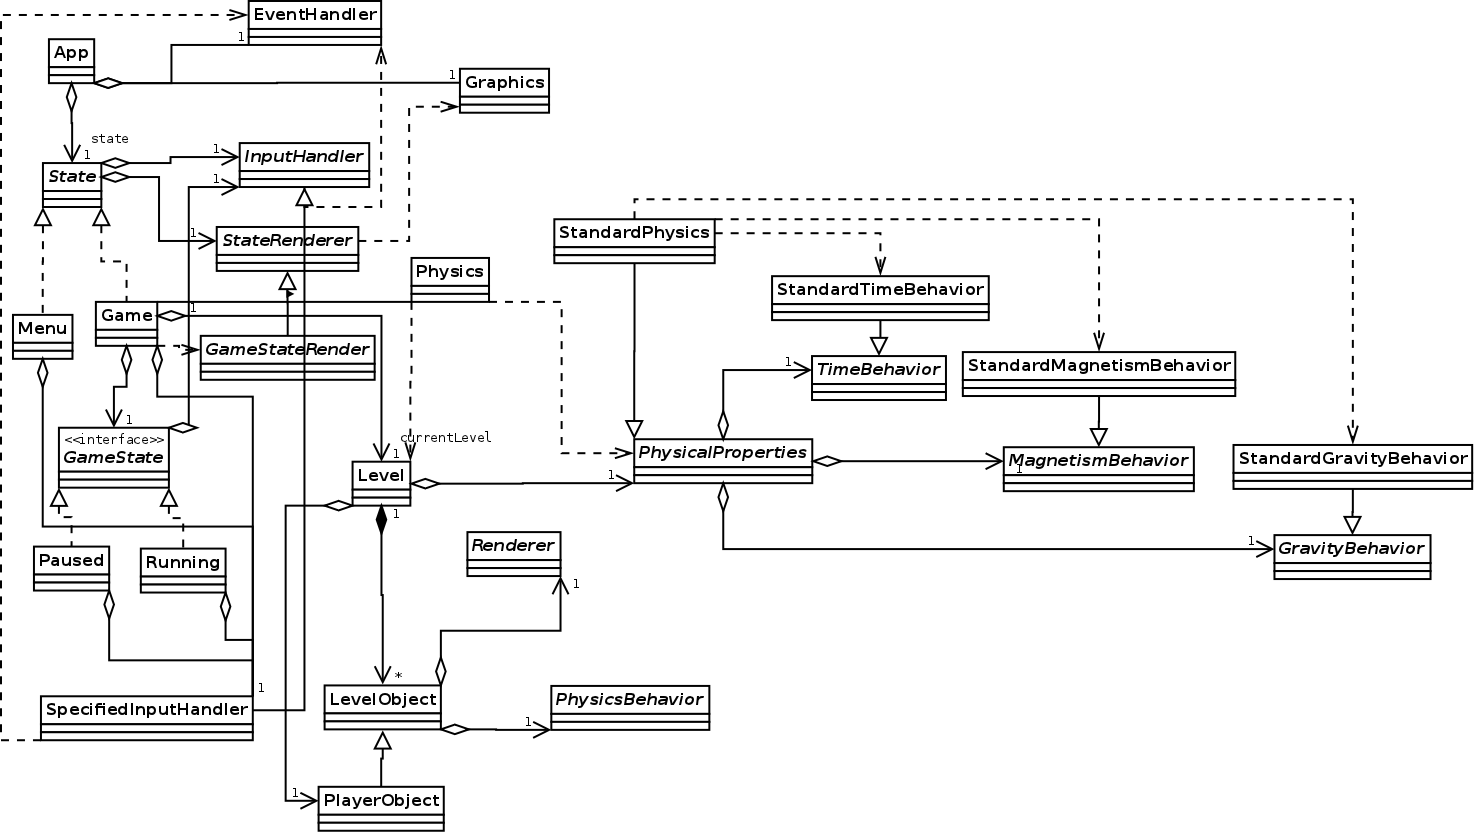 EventHandler
1
App
1
Graphics
state
1
1
InputHandler
State
1
StandardPhysics
1
StateRenderer
Physics
StandardTimeBehavior
1
Game
Menu
GameStateRender
1
TimeBehavior
StandardMagnetismBehavior
1
<<interface>>
GameState
currentLevel
1
Level
1
PhysicalProperties
MagnetismBehavior
1
StandardGravityBehavior
1
Renderer
1
1
GravityBehavior
Paused
Running
1
*
SpecifiedInputHandler
LevelObject
PhysicsBehavior
1
1
PlayerObject